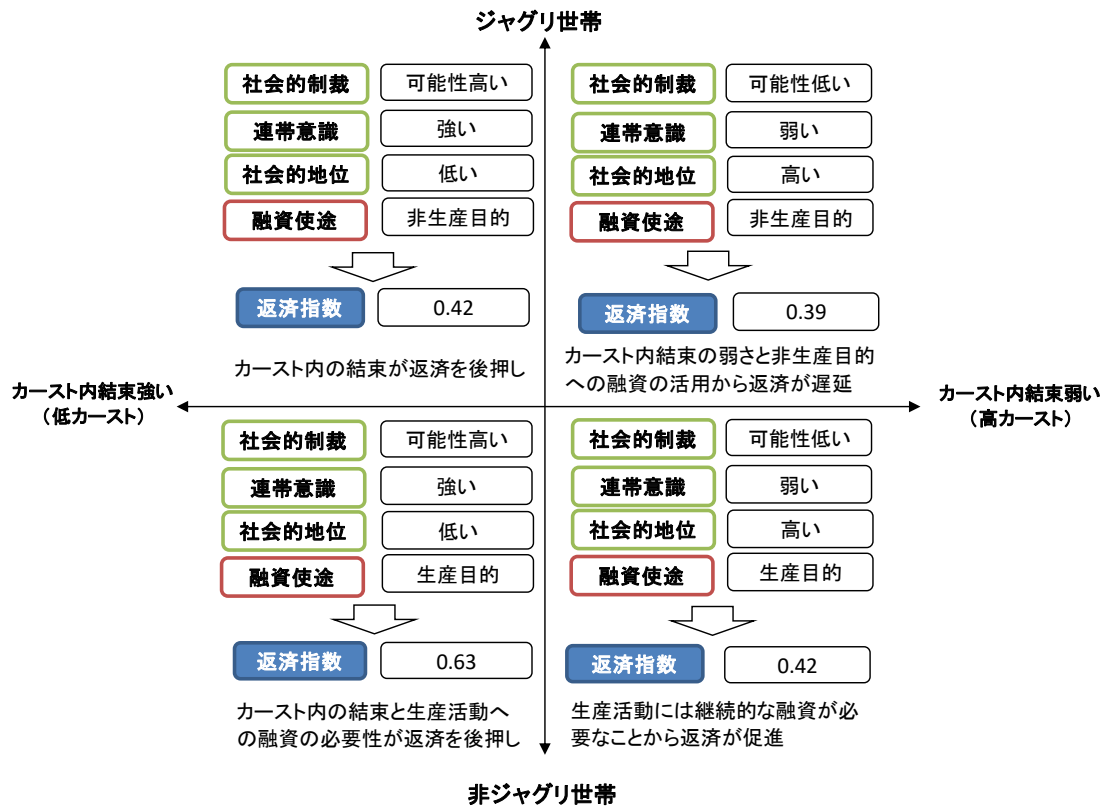 ジャグリ世帯
社会的制裁
可能性高い
連帯意識
強い
社会的地位
低い
融資使途
非生産目的
返済指数
0.42
カースト内の結束が返済を後押し
社会的制裁
可能性低い
連帯意識
弱い
社会的地位
高い
融資使途
非生産目的
返済指数
0.39
カースト内結束の弱さと非生産目的
への融資の活用から返済が遅延
カースト内結束強い
（低カースト）
カースト内結束弱い
（高カースト）
社会的制裁
可能性高い
連帯意識
強い
社会的地位
低い
融資使途
生産目的
返済指数
0.63
カースト内の結束と生産活動へ
の融資の必要性が返済を後押し
社会的制裁
可能性低い
連帯意識
弱い
社会的地位
高い
融資使途
生産目的
返済指数
0.42
生産活動には継続的な融資が必
要なことから返済が促進
非ジャグリ世帯